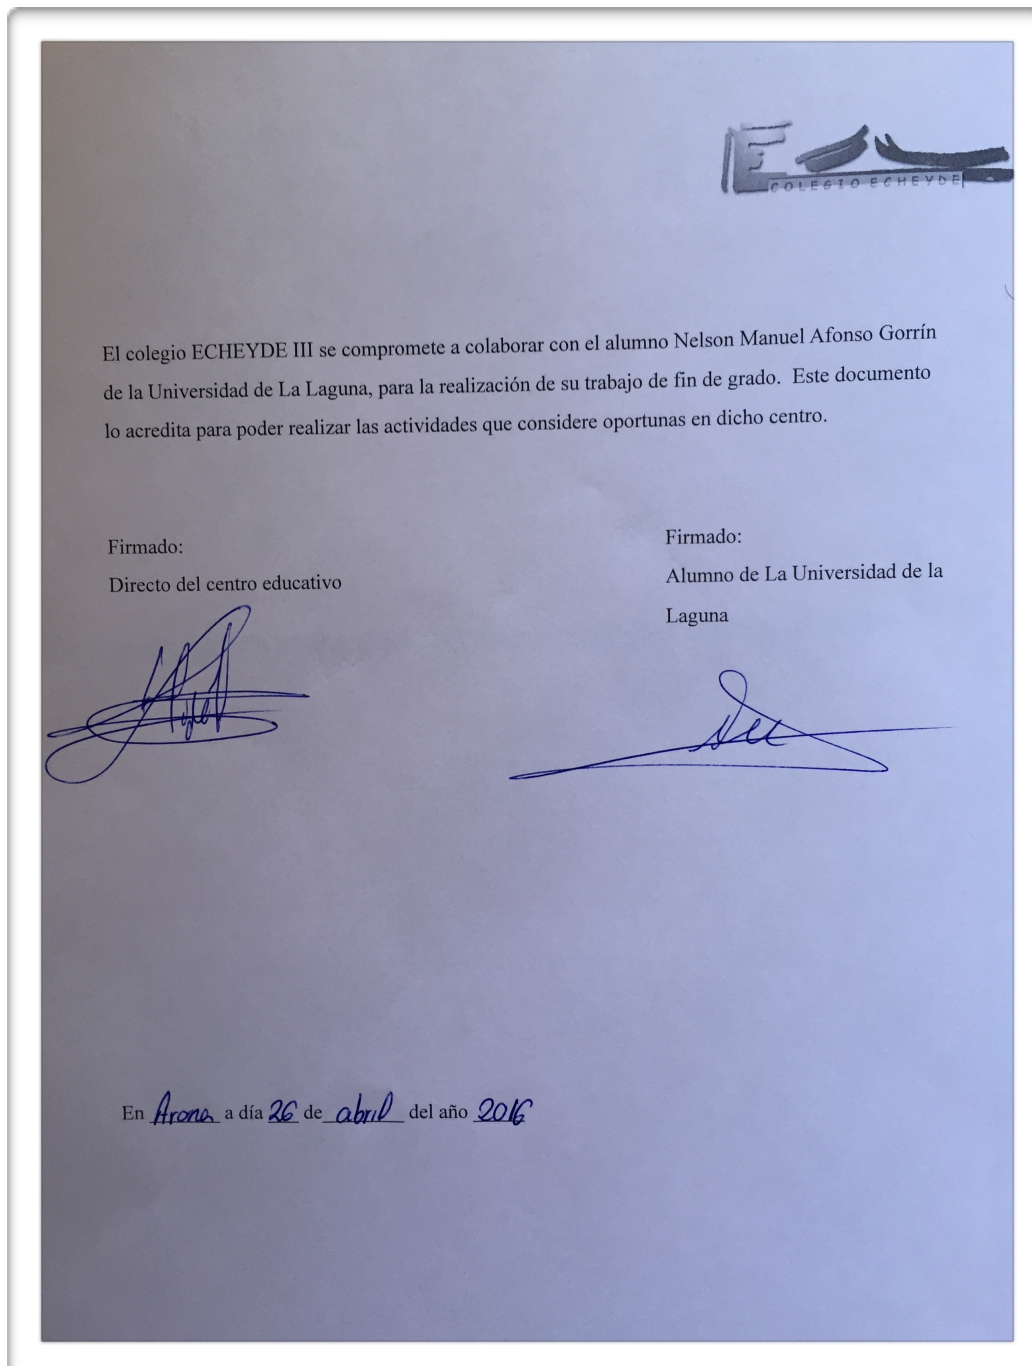 COLEGIO ECHEYDE
El colegio ECHEYDE III se compromete a colaborar con el alumno Nelson Manuel Afonso Gorrín
de la Universidad de La Laguna, para la realización de su trabajo de fin de grado. Este documento
lo acredita para poder realizar las actividades que considere oportunas en dicho centro.
Firmado:
Directo del centro educativo
Firmado:
Alumno de La Universidad de la
Laguna
En Arona a día 26 de abril del año 2016